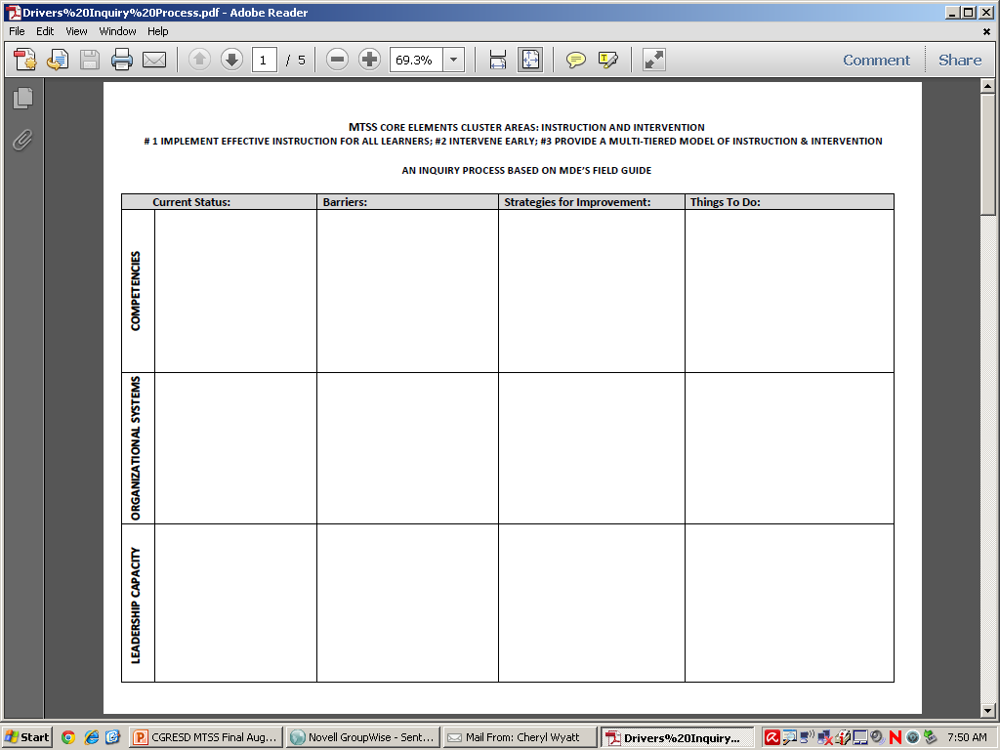 Drivers%20Inquiry%20Process.pdf - Adobe Reader
File Edit View Window Help
1 / 5 69.3% Comment Share
MTSS CORE ELEMENTS CLUSTER AREAS: INSTRUCTION AND INTERVENTION
# 1 IMPLEMENT EFFECTIVE INSTRUCTION FOR ALL LEARNERS; #2 INTERVENE EARLY; #3 PROVIDE A MULTI-TIERED MODEL OF INSTRUCTION & INTERVENTION
AN INQUIRY PROCESS BASED ON MDE'S FIELD GUIDE
Current Status: Barriers: Strategies for Improvement: Things To Do:
COMPETENCIES
ORGANIZATIONAL SYSTEMS
LEADERSHIP CAPACITY
Start CGRESD MTSS Final Aug... Novell GroupWise - Sent... Mail From: Cheryl Wyatt Drivers%20Inquiry%20... 7:50 AM